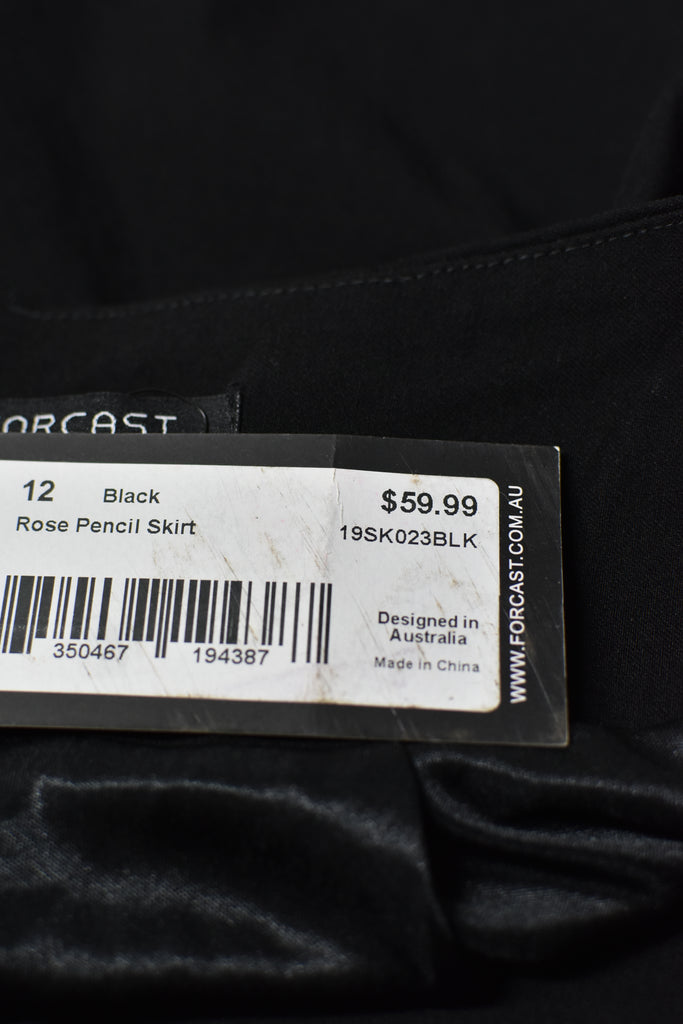 FORCAST
12 Black
$59.99
Rose Pencil Skirt
19SK023BLK
350467 194387
Designed in
Australia
Made in China
WWW.FORCAST.COM.AU